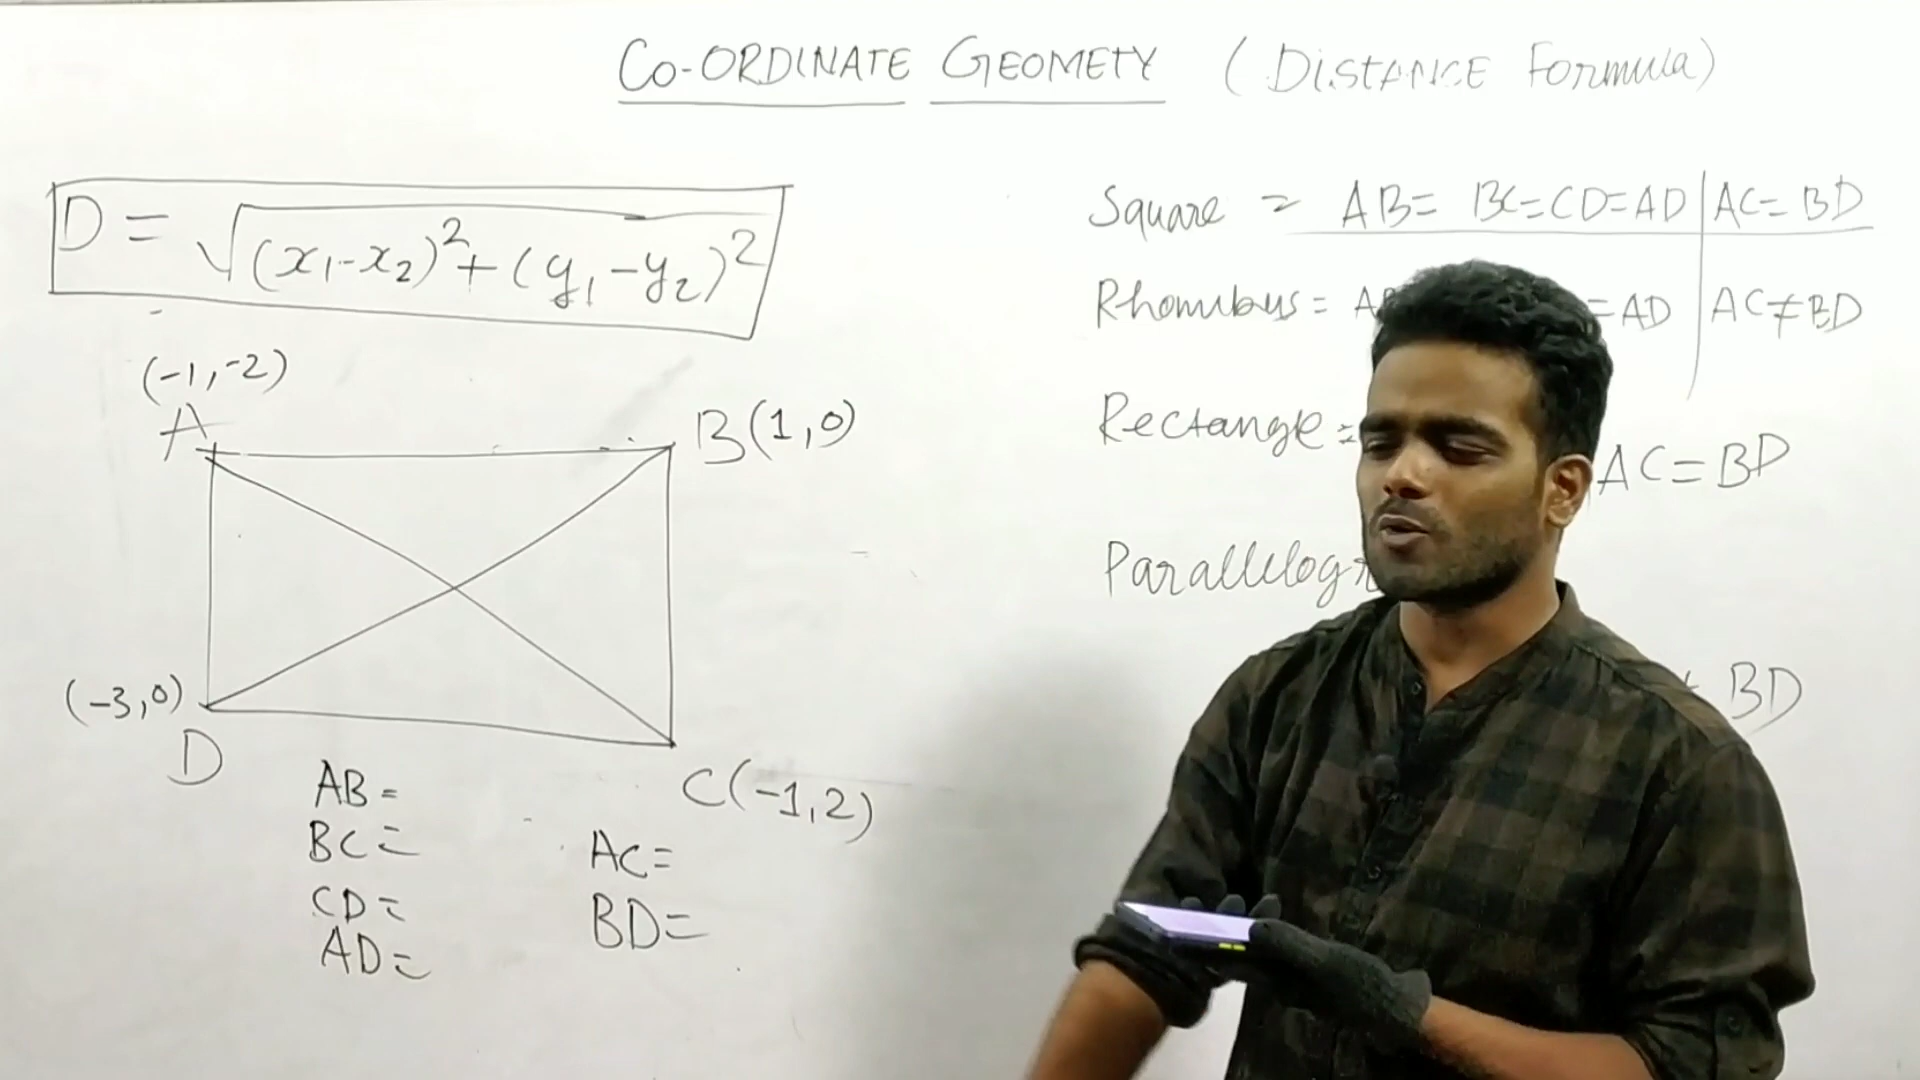 CO-ORDINATE GEOMETY (DISTANCE Formula)
D = √(x₁-x₂)²+(y₁-y₂)²
Square = AB= BC=CD=AD | AC=BD
Rhombus = =AD | AC≠BD
(-1,-2)
A
B(1,0)
Rectangle =
AC=BD
(-3,0)
D
C(-1,2)
BD
AB=
BC=
CD=
AD=
AC=
BD=